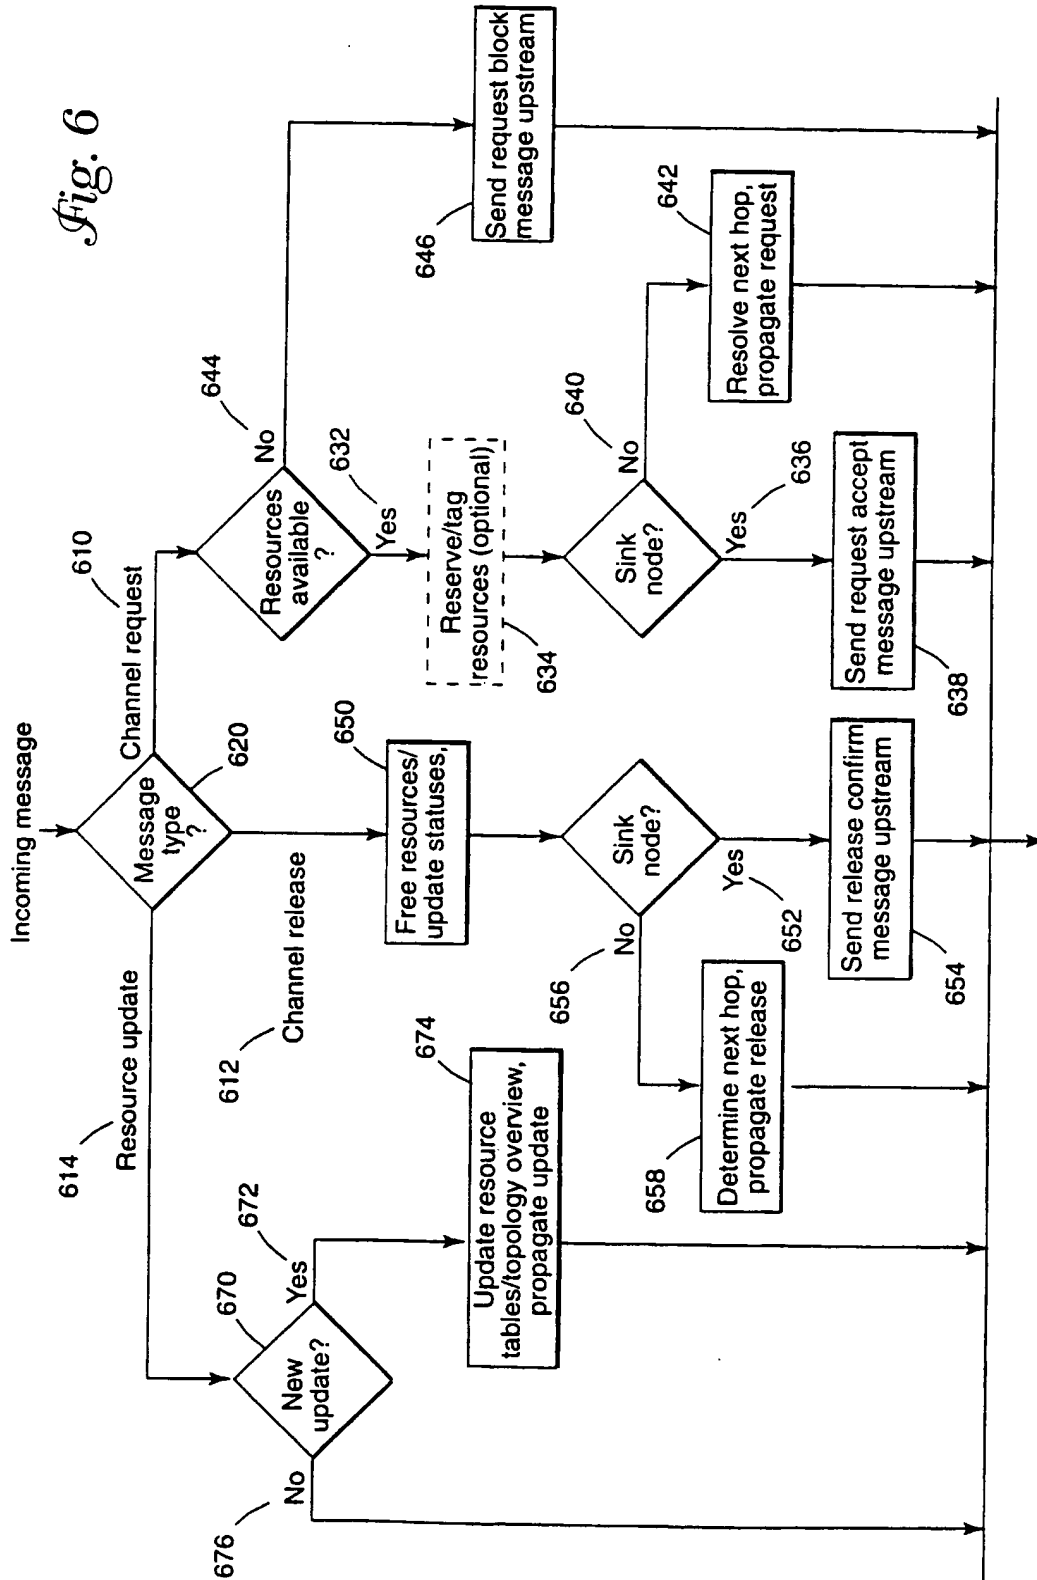 Fig. 6
Incoming message
Message
type
?
620
Channel request
610
Resource update
614
Channel release
612
Resources
available
?
No
644
Yes
632
Send request block
message upstream
646
Reserve/tag
resources (optional)
634
Sink
node?
No
640
Yes
636
Resolve next hop,
propagate request
642
Send request accept
message upstream
638
Free resources/
update statuses,
650
Sink
node?
No
656
Yes
652
Send release confirm
message upstream
654
Determine next hop,
propagate release
658
New
update?
670
Yes
672
No
676
Update resource
tables/topology overview,
propagate update
674